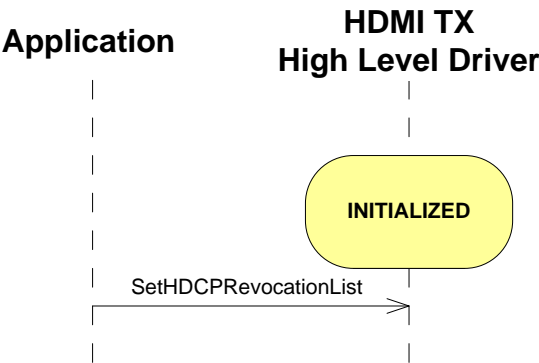 Application
HDMI TX
High Level Driver
INITIALIZED
SetHDCPRevocationList